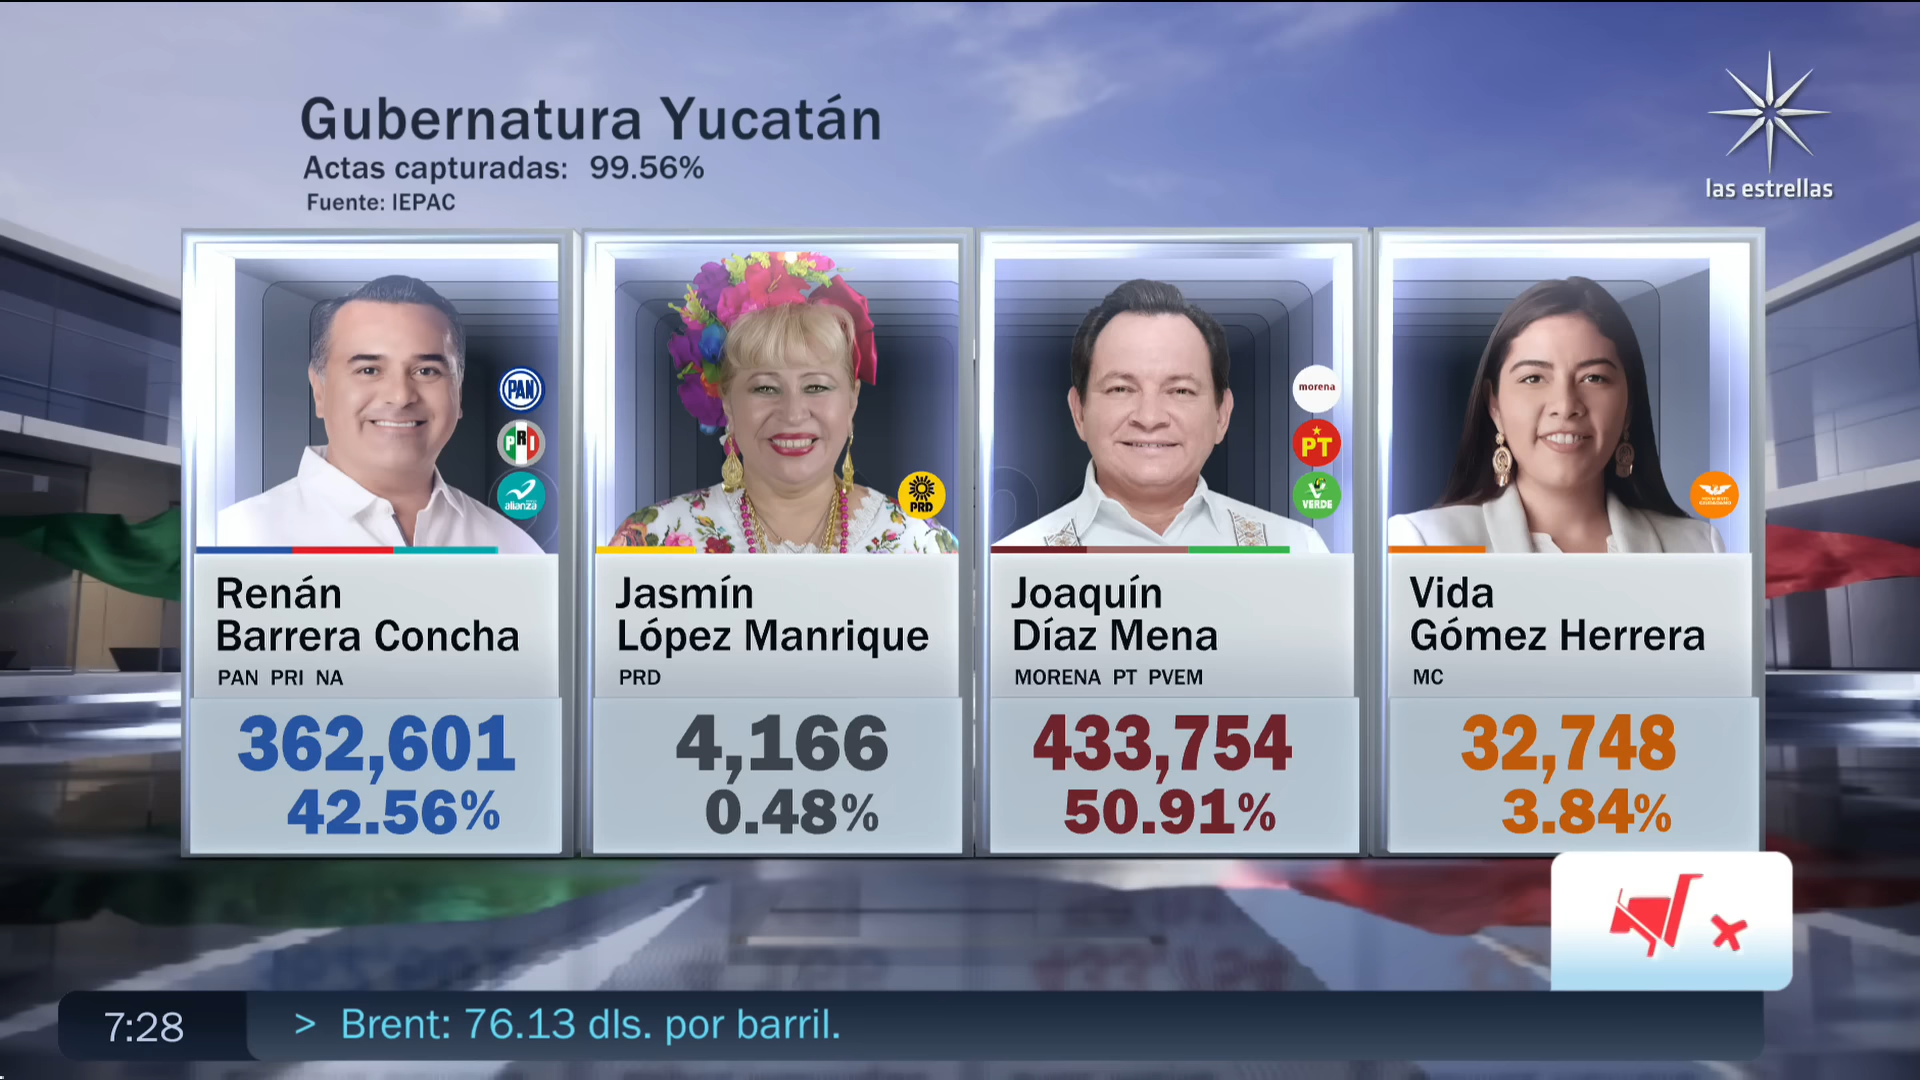 Gubernatura Yucatán
Actas capturadas: 99.56%
Fuente: IEPAC
las estrellas
PAN
PRI
alianza
PRD
morena
PT
VERDE
MOVIMIENTO
CIUDADANO
Renán
Barrera Concha
PAN PRI NA
362,601
42.56%
Jasmín
López Manrique
PRD
4,166
0.48%
Joaquín
Díaz Mena
MORENA PT PVEM
433,754
50.91%
Vida
Gómez Herrera
MC
32,748
3.84%
7:28
> Brent: 76.13 dls. por barril.